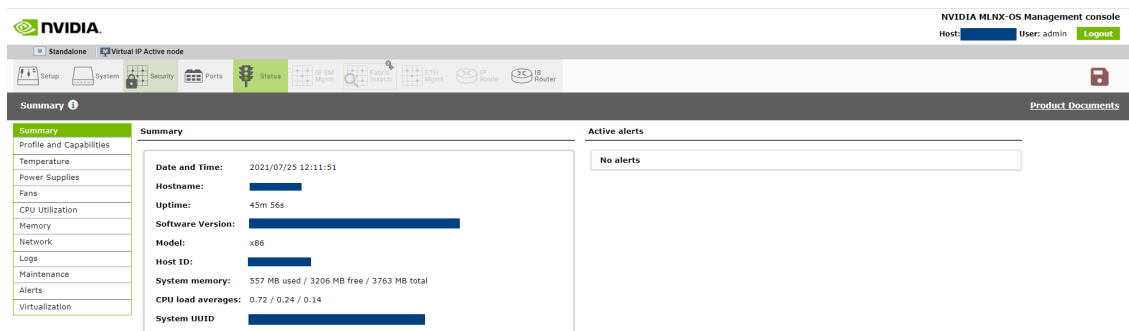 NVIDIA MLNX-OS Management console
NVIDIA.
Host: User: admin Logout
Standalone Virtual IP Active node
Setup System Security Ports Status IB SM Mgmt Fabric Inspctr ETH Mgmt IP Route IB Router
Summary Product Documents
Summary
Profile and Capabilities
Temperature
Power Supplies
Fans
CPU Utilization
Memory
Network
Logs
Maintenance
Alerts
Virtualization
Summary
Date and Time: 2021/07/25 12:11:51
Hostname:
Uptime: 45m 56s
Software Version:
Model: x86
Host ID:
System memory: 557 MB used / 3206 MB free / 3763 MB total
CPU load averages: 0.72 / 0.24 / 0.14
System UUID
Active alerts
No alerts